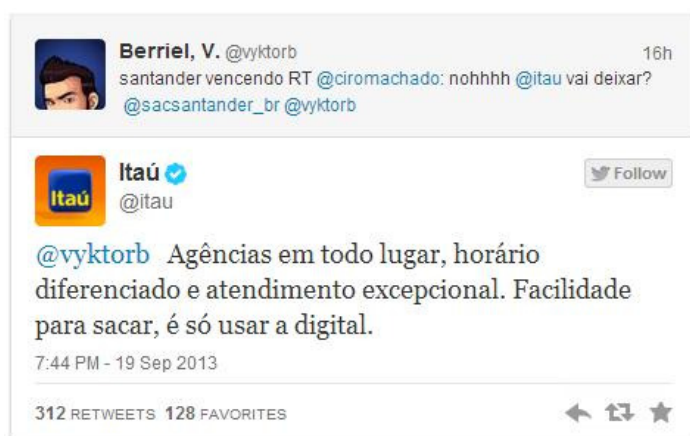 Berriel, V. @vyktorb 16h
santander vencendo RT @ciromachado: nohhhh @itau vai deixar?
@sacsantander_br @vyktorb
Itaú
Itaú Follow
@itau
@vyktorb Agências em todo lugar, horário
diferenciado e atendimento excepcional. Facilidade
para sacar, é só usar a digital.
7:44 PM - 19 Sep 2013
312 RETWEETS 128 FAVORITES